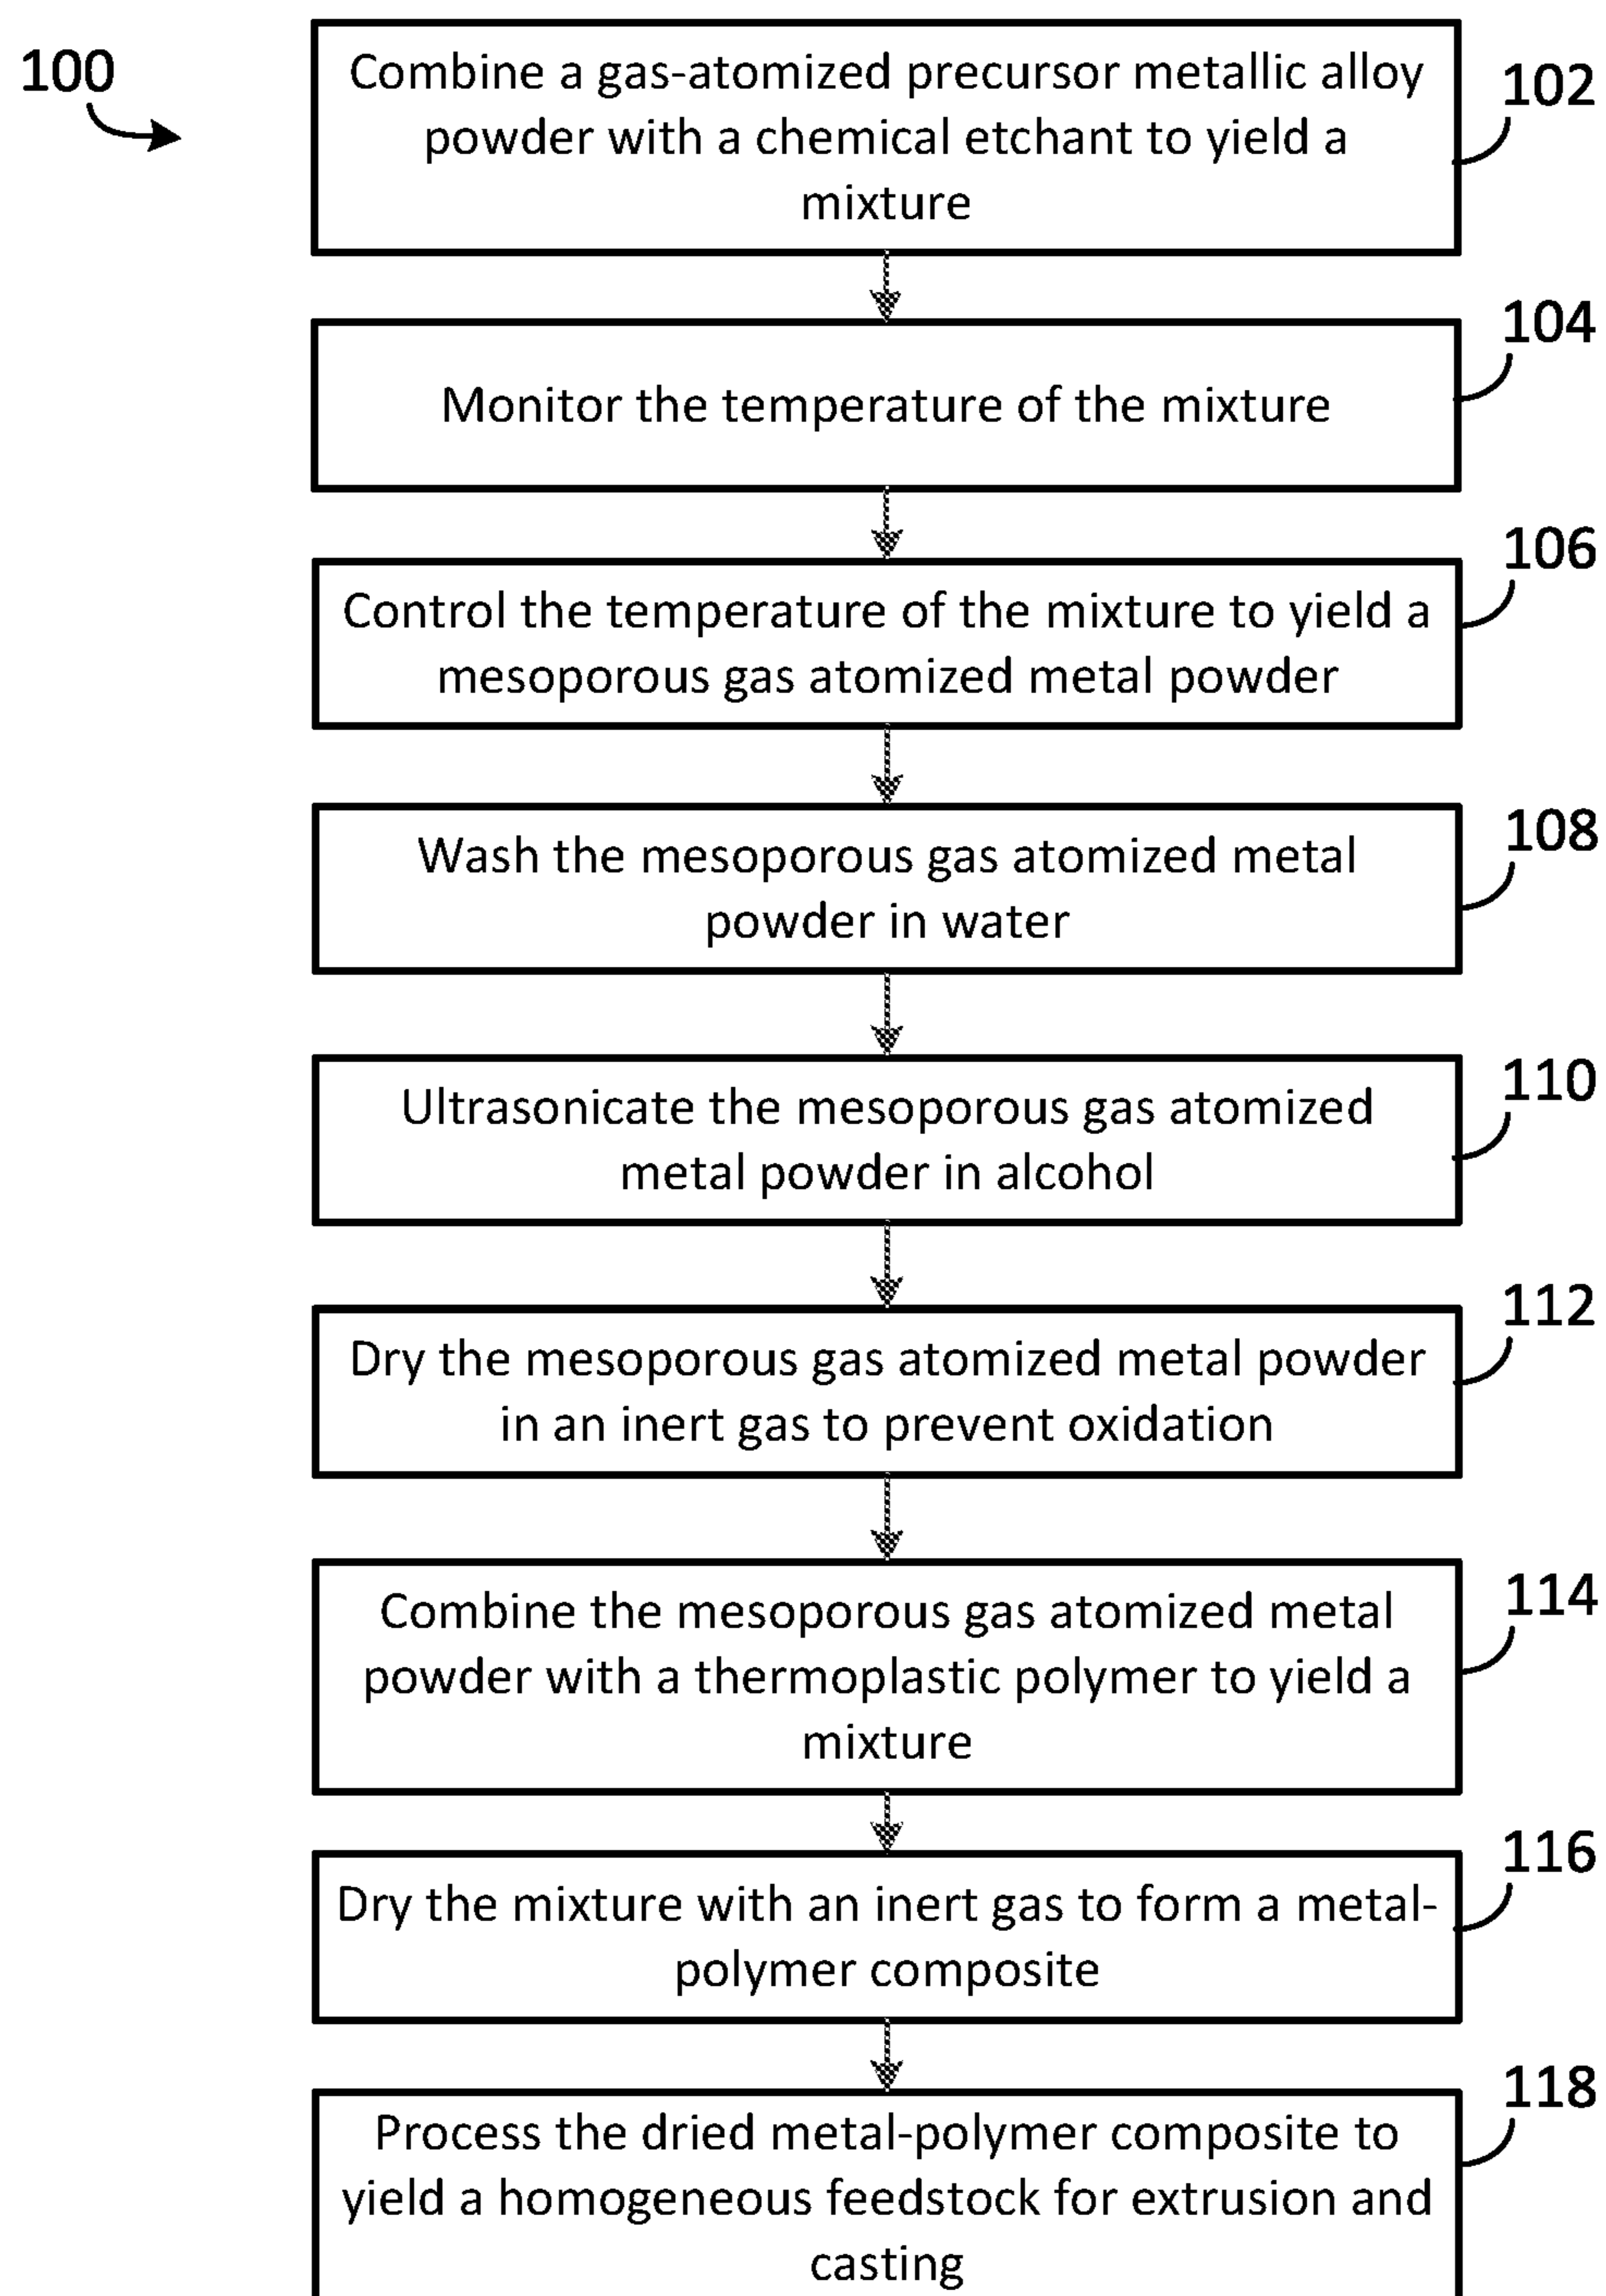 100
Combine a gas-atomized precursor metallic alloy
powder with a chemical etchant to yield a
mixture
102
Monitor the temperature of the mixture
104
Control the temperature of the mixture to yield a
mesoporous gas atomized metal powder
106
Wash the mesoporous gas atomized metal
powder in water
108
Ultrasonicate the mesoporous gas atomized
metal powder in alcohol
110
Dry the mesoporous gas atomized metal powder
in an inert gas to prevent oxidation
112
Combine the mesoporous gas atomized metal
powder with a thermoplastic polymer to yield a
mixture
114
Dry the mixture with an inert gas to form a metal-
polymer composite
116
Process the dried metal-polymer composite to
yield a homogeneous feedstock for extrusion and
casting
118